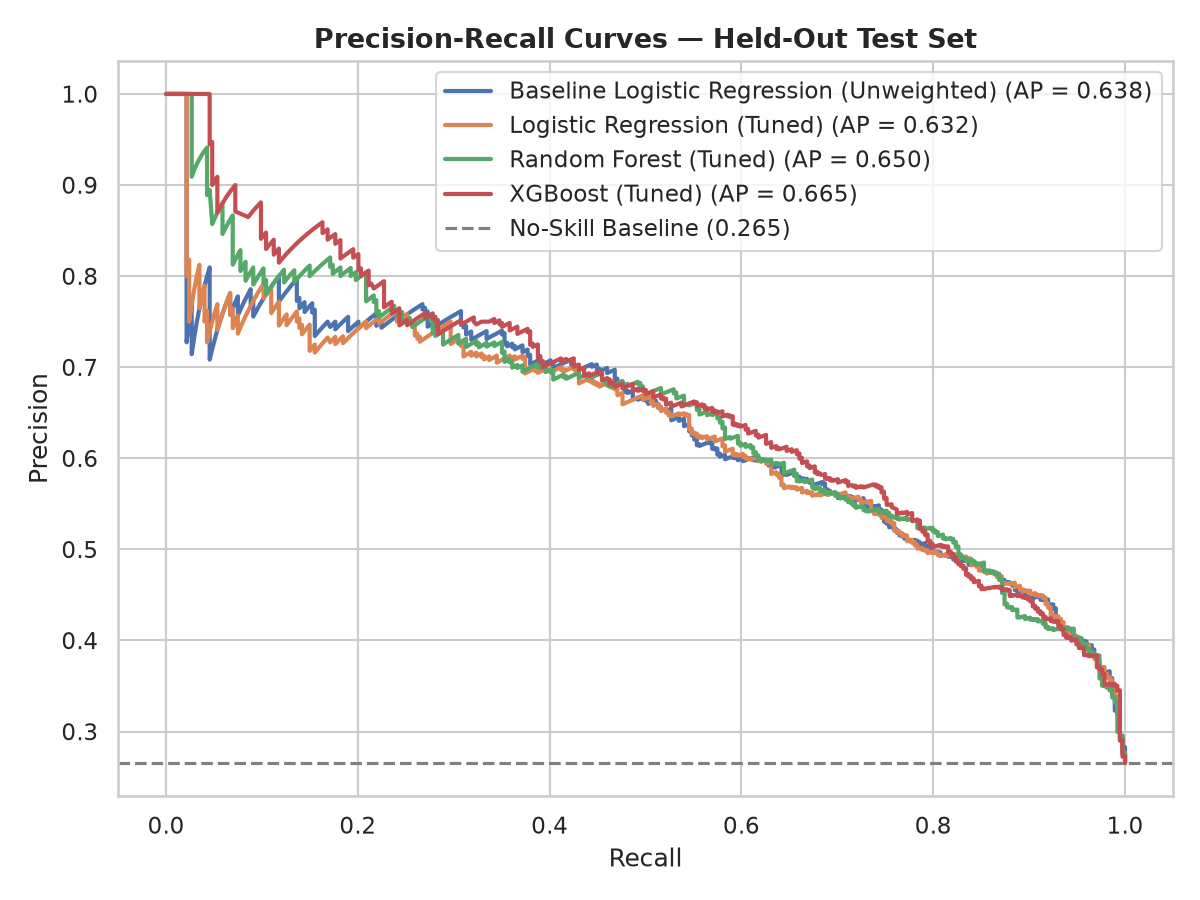 Precision-Recall Curves — Held-Out Test Set
Baseline Logistic Regression (Unweighted) (AP = 0.638)
Logistic Regression (Tuned) (AP = 0.632)
Random Forest (Tuned) (AP = 0.650)
XGBoost (Tuned) (AP = 0.665)
No-Skill Baseline (0.265)
Precision
1.0
0.9
0.8
0.7
0.6
0.5
0.4
0.3
0.0 0.2 0.4 0.6 0.8 1.0
Recall